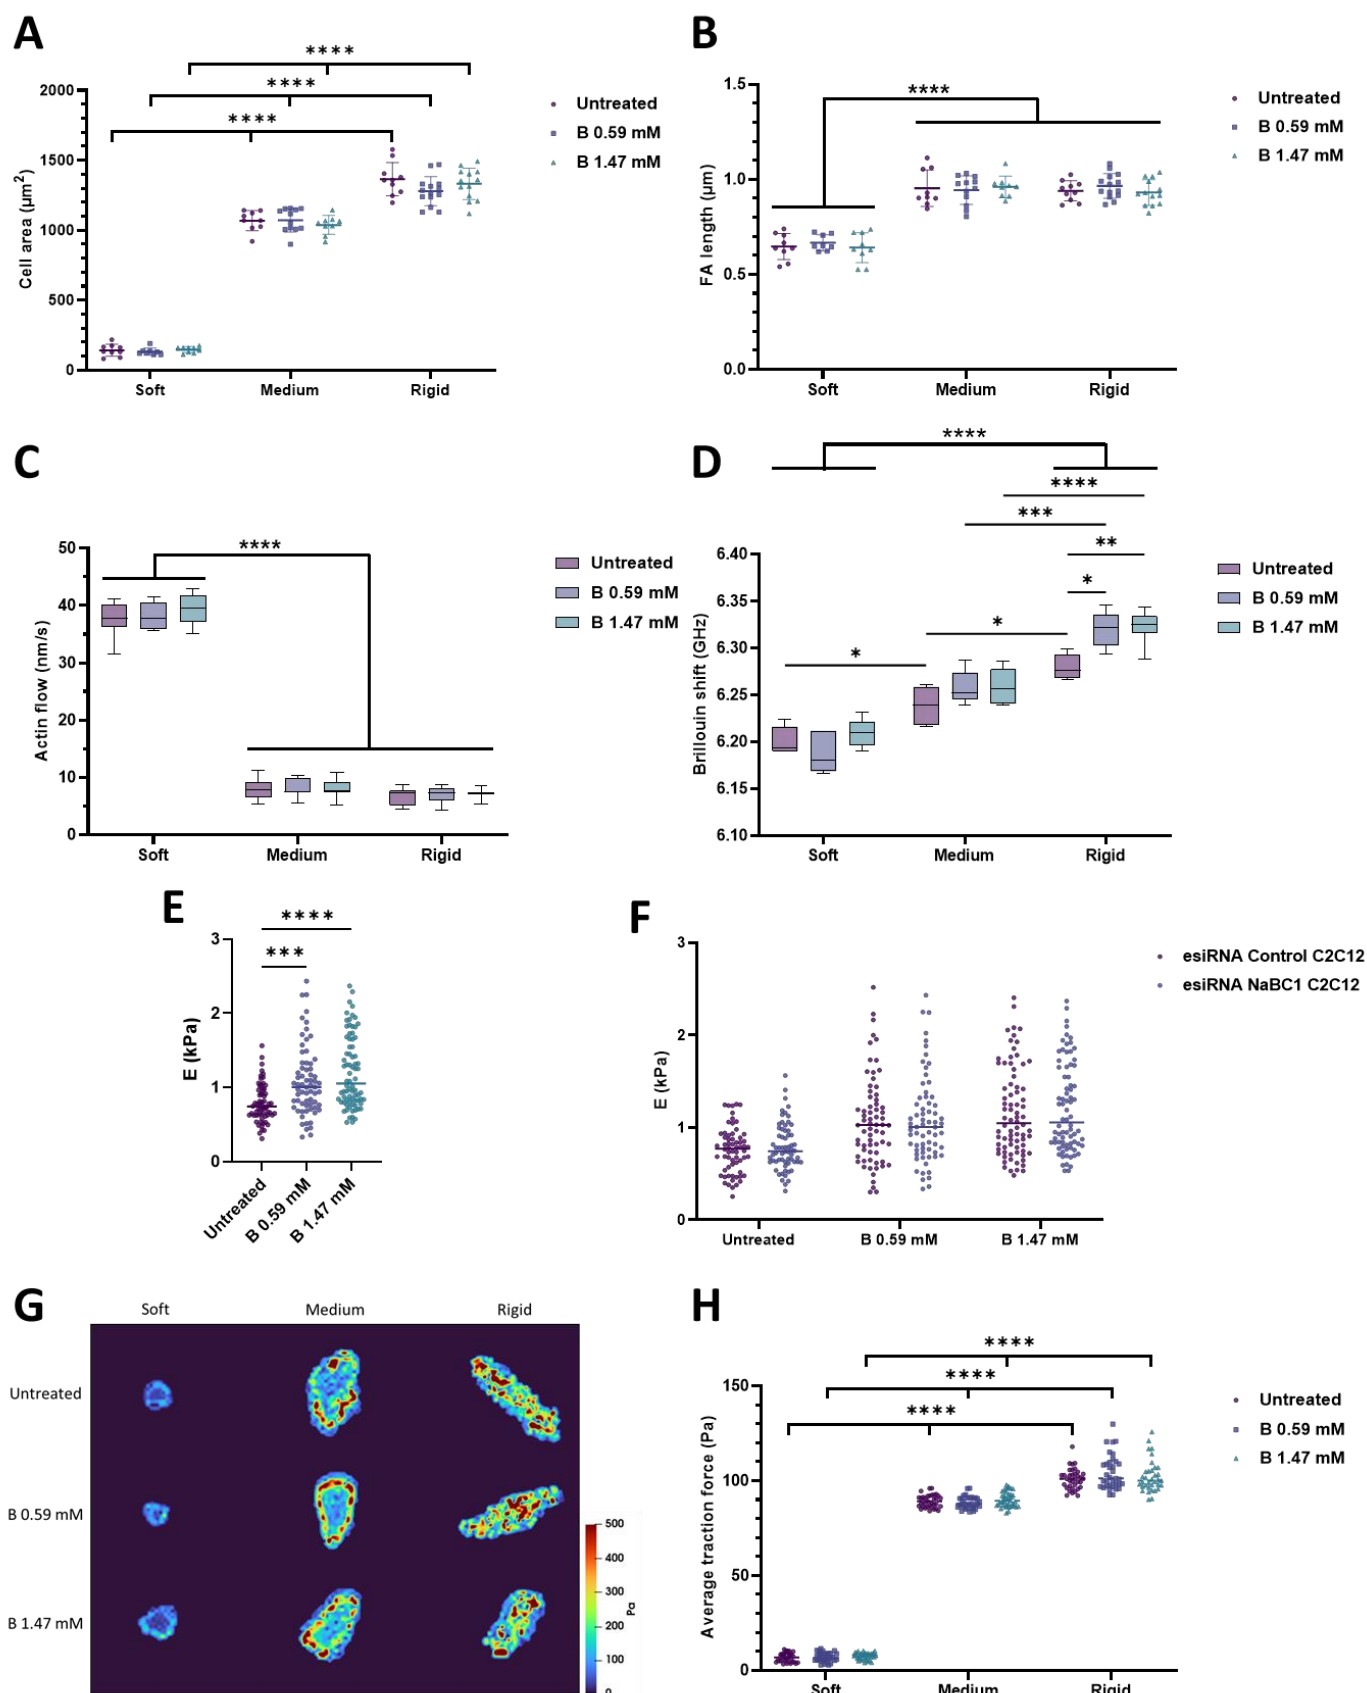 A
****
****
****
2000
1500
1000
500
0
Cell area (µm²)
Soft Medium Rigid
Untreated
B 0.59 mM
B 1.47 mM
B
****
1.5
1.0
0.5
0.0
FA length (µm)
Soft Medium Rigid
Untreated
B 0.59 mM
B 1.47 mM
C
****
50
40
30
20
10
0
Actin flow (nm/s)
Soft Medium Rigid
Untreated
B 0.59 mM
B 1.47 mM
D
****
****
***
**
*
*
*
6.40
6.35
6.30
6.25
6.20
6.15
6.10
Brillouin shift (GHz)
Soft Medium Rigid
Untreated
B 0.59 mM
B 1.47 mM
E
****
***
3
2
1
0
E (kPa)
Untreated
B 0.59 mM
B 1.47 mM
F
3
2
1
0
E (kPa)
Untreated B 0.59 mM B 1.47 mM
esiRNA Control C2C12
esiRNA NaBC1 C2C12
G
Soft Medium Rigid
Untreated
B 0.59 mM
B 1.47 mM
500
400
300
200
100
0
Pa
H
****
****
****
150
100
50
0
Average traction force (Pa)
Soft Medium Rigid
Untreated
B 0.59 mM
B 1.47 mM